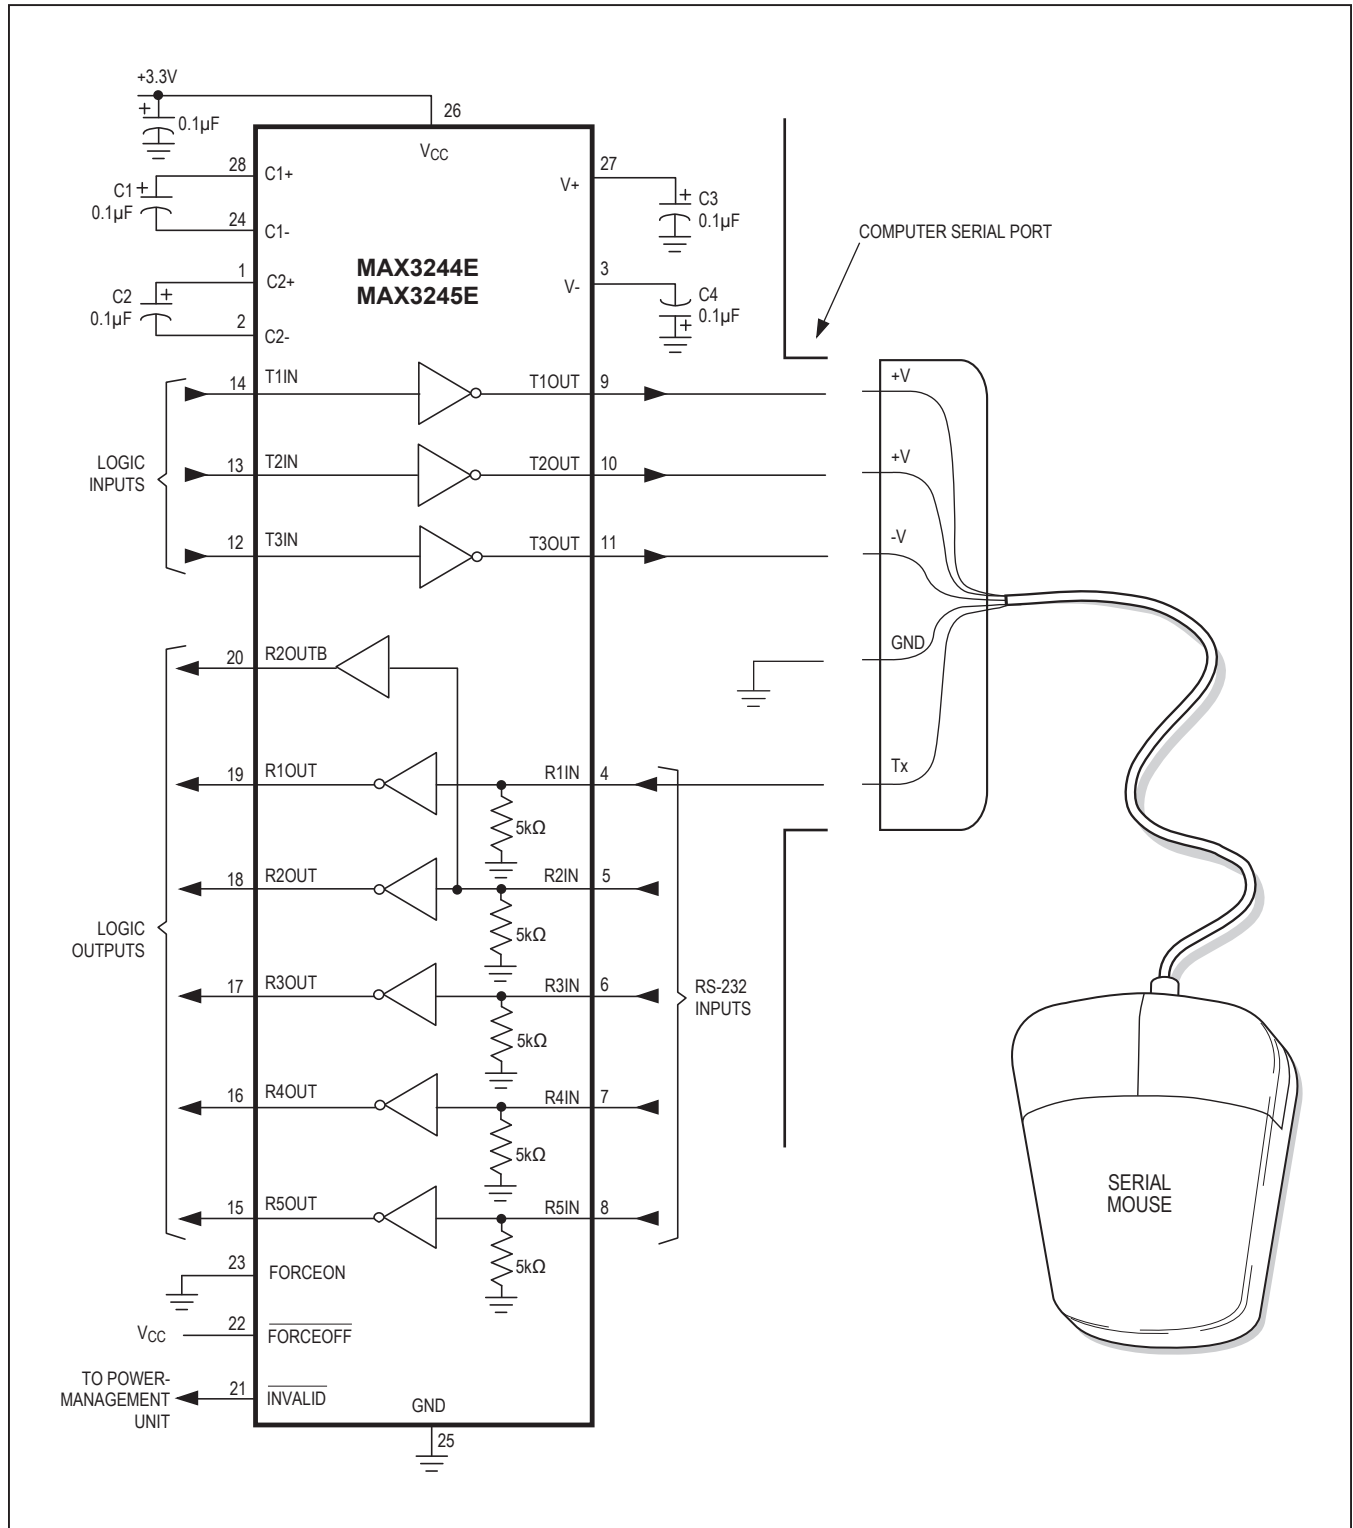 +3.3V
+
0.1µF
26
VCC
28
C1+
C1
+
0.1µF
24
C1-
1
C2+
C2
+
0.1µF
2
C2-
MAX3244E
MAX3245E
27
V+
+
C3
0.1µF
3
V-
C4
0.1µF
+
COMPUTER SERIAL PORT
LOGIC
INPUTS
14
T1IN
T1OUT
9
+V
13
T2IN
T2OUT
10
+V
12
T3IN
T3OUT
11
-V
20
R2OUTB
GND
19
R1OUT
R1IN
4
Tx
5kΩ
18
R2OUT
R2IN
5
5kΩ
LOGIC
OUTPUTS
17
R3OUT
R3IN
6
5kΩ
RS-232
INPUTS
16
R4OUT
R4IN
7
5kΩ
15
R5OUT
R5IN
8
5kΩ
SERIAL
MOUSE
23
FORCEON
VCC
22
FORCEOFF
TO POWER-
MANAGEMENT
UNIT
21
INVALID
GND
25